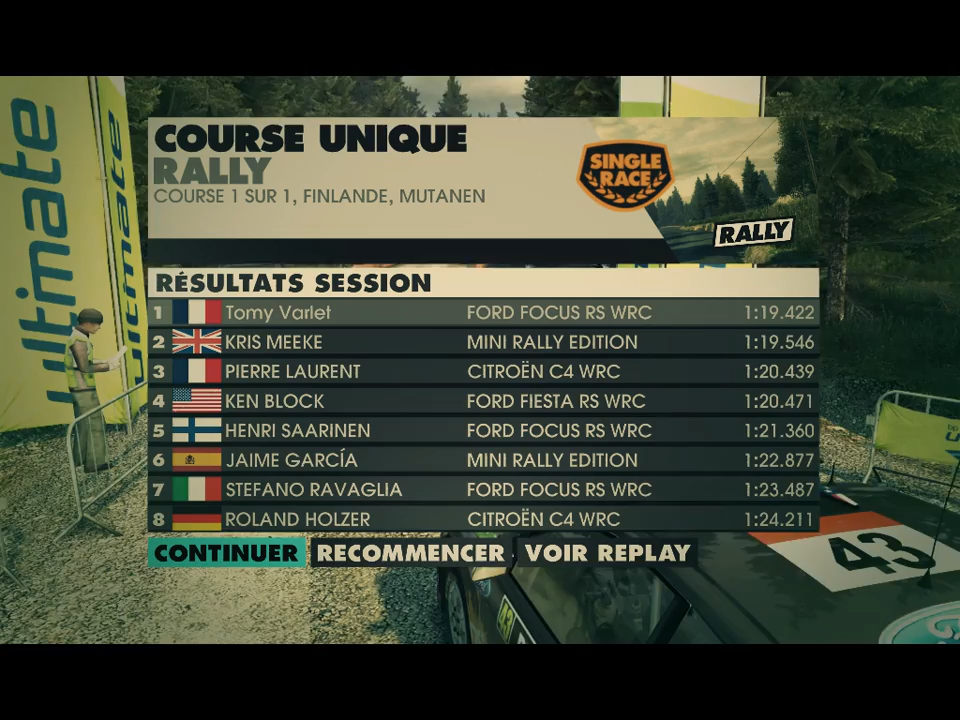 ultimate
ultimate
COURSE UNIQUE
RALLY
COURSE 1 SUR 1, FINLANDE, MUTANEN
SINGLE
RACE
RALLY
RÉSULTATS SESSION
1 Tomy Varlet FORD FOCUS RS WRC 1:19.422
2 KRIS MEEKE MINI RALLY EDITION 1:19.546
3 PIERRE LAURENT CITROËN C4 WRC 1:20.439
4 KEN BLOCK FORD FIESTA RS WRC 1:20.471
5 HENRI SAARINEN FORD FOCUS RS WRC 1:21.360
6 JAIME GARCÍA MINI RALLY EDITION 1:22.877
7 STEFANO RAVAGLIA FORD FOCUS RS WRC 1:23.487
8 ROLAND HOLZER CITROËN C4 WRC 1:24.211
CONTINUER RECOMMENCER VOIR REPLAY
43
43